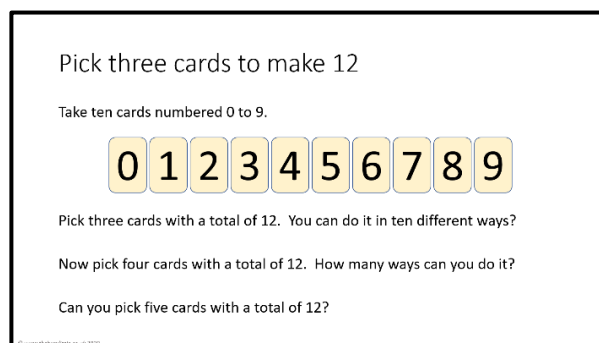 Pick three cards to make 12
Take ten cards numbered 0 to 9.
0 1 2 3 4 5 6 7 8 9
Pick three cards with a total of 12. You can do it in ten different ways?
Now pick four cards with a total of 12. How many ways can you do it?
Can you pick five cards with a total of 12?